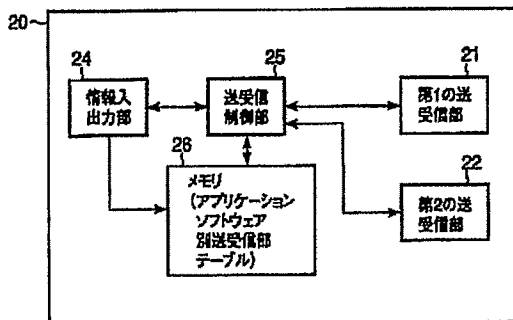 20
24
情報入
出力部
25
送受信
制御部
21
第1の送
受信部
22
第2の送
受信部
26
メモリ
(アプリケーション
ソフトウェア
別送受信部
テーブル)